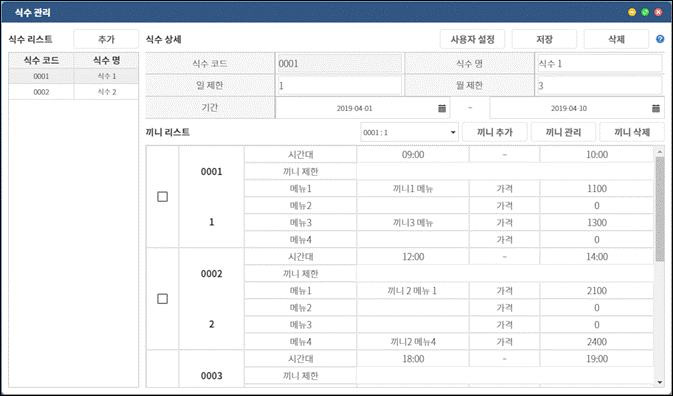 식수 관리
식수 리스트 추가 식수 상세 사용자 설정 저장 삭제
식수 코드 식수 명
0001 식수 1
0002 식수 2
식수 코드 0001 식수 명 식수 1
일 제한 1 월 제한 3
기간 2019-04-01 ~ 2019-04-10
끼니 리스트 0001 : 1 끼니 추가 끼니 관리 끼니 삭제
0001
1
시간대 09:00 ~ 10:00
끼니 제한
메뉴1 끼니1 메뉴 가격 1100
메뉴2 가격 0
메뉴3 끼니3 메뉴 가격 1300
메뉴4 가격 0
0002
2
시간대 12:00 ~ 14:00
끼니 제한
메뉴1 끼니 2 메뉴 1 가격 2100
메뉴2 가격 0
메뉴3 가격 0
메뉴4 끼니2 메뉴4 가격 2400
0003
시간대 18:00 ~ 19:00
끼니 제한